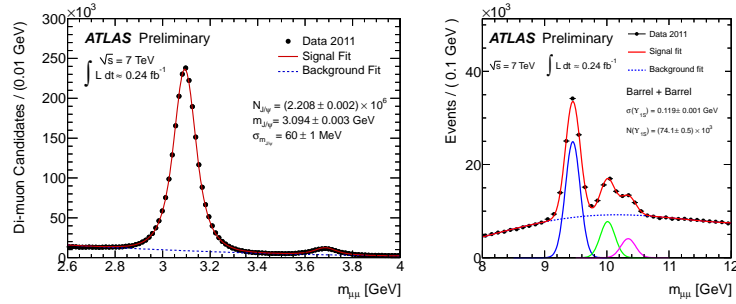 ×10³
ATLAS Preliminary
√s = 7 TeV
∫ L dt ≈ 0.24 fb⁻¹
Data 2011
Signal Fit
Background Fit
N_J/ψ = (2.208 ± 0.002) × 10⁶
m_J/ψ = 3.094 ± 0.003 GeV
σ_m_J/ψ = 60 ± 1 MeV
Di-muon Candidates / (0.01 GeV)
300
250
200
150
100
50
0
2.6 2.8 3 3.2 3.4 3.6 3.8 4
m_μμ [GeV]
×10³
ATLAS Preliminary
√s = 7 TeV ∫ L dt ≈ 0.24 fb⁻¹
Data 2011
Signal fit
Background fit
Barrel + Barrel
σ(Υ_1S) = 0.119± 0.001 GeV
N(Υ_1S) = (74.1± 0.5) × 10³
Events / ( 0.1 GeV )
40
20
0
8 9 10 11 12
m_μμ [GeV]